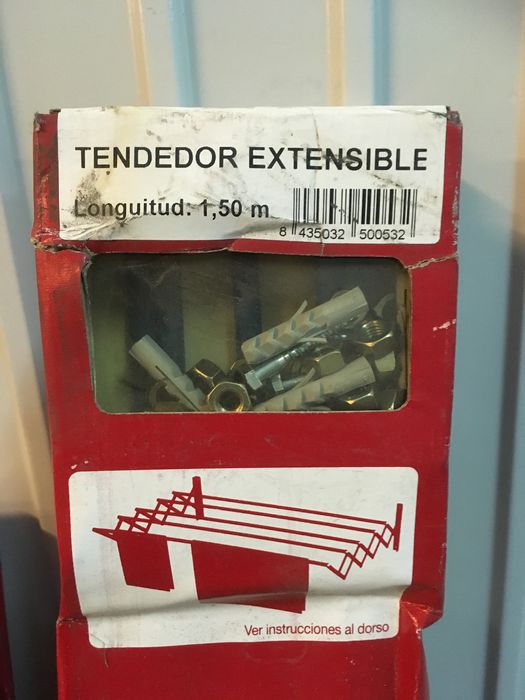 TENDEDOR EXTENSIBLE
Longuitud: 1,50 m
8 435032 500532
Ver instrucciones al dorso